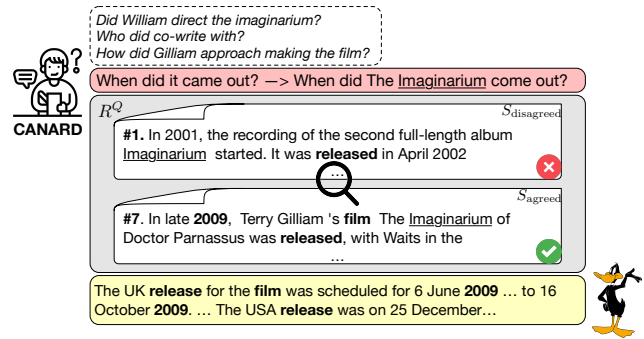 Did William direct the imaginarium?
Who did co-write with?
How did Gilliam approach making the film?
When did it came out? —> When did The Imaginarium come out?
CANARD
R^Q
S_disagreed
#1. In 2001, the recording of the second full-length album
Imaginarium started. It was released in April 2002
...
S_agreed
#7. In late 2009, Terry Gilliam 's film The Imaginarium of
Doctor Parnassus was released, with Waits in the
...
The UK release for the film was scheduled for 6 June 2009 ... to 16
October 2009. ... The USA release was on 25 December...